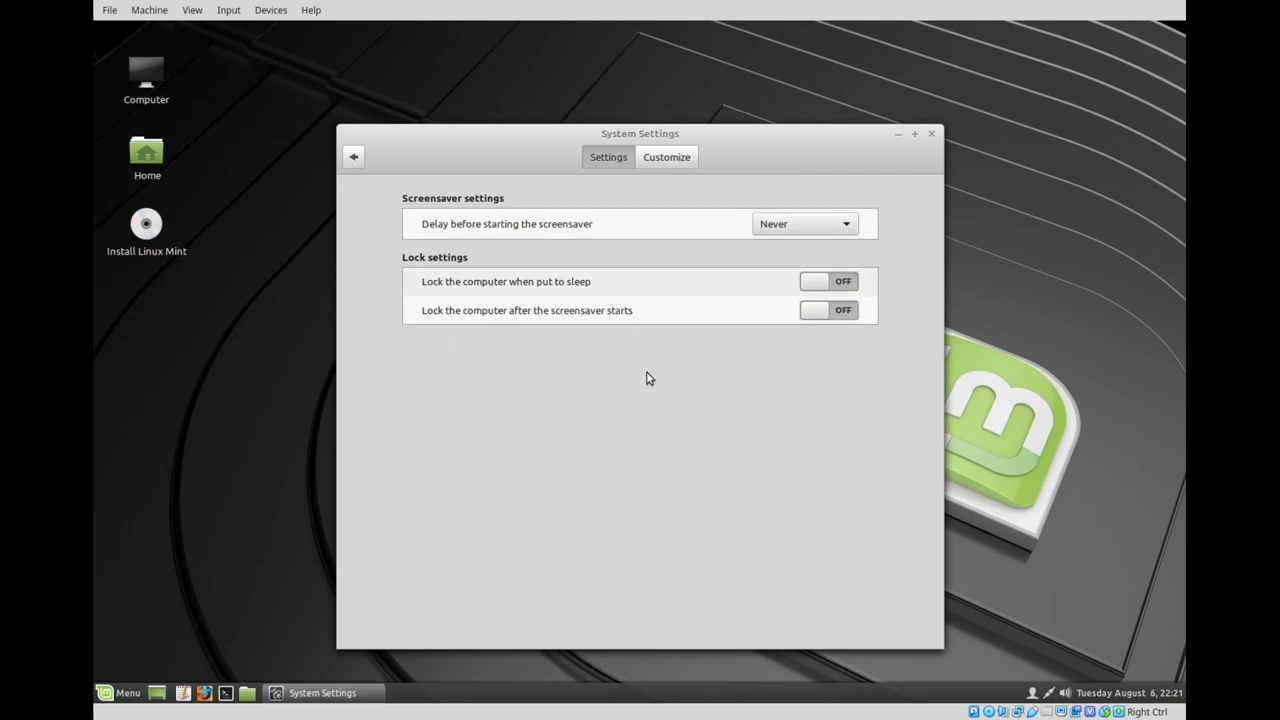 File Machine View Input Devices Help
Computer
Home
Install Linux Mint
System Settings
Settings Customize
Screensaver settings
Delay before starting the screensaver Never
Lock settings
Lock the computer when put to sleep OFF
Lock the computer after the screensaver starts OFF
Menu System Settings Tuesday August 6, 22:21
Right Ctrl